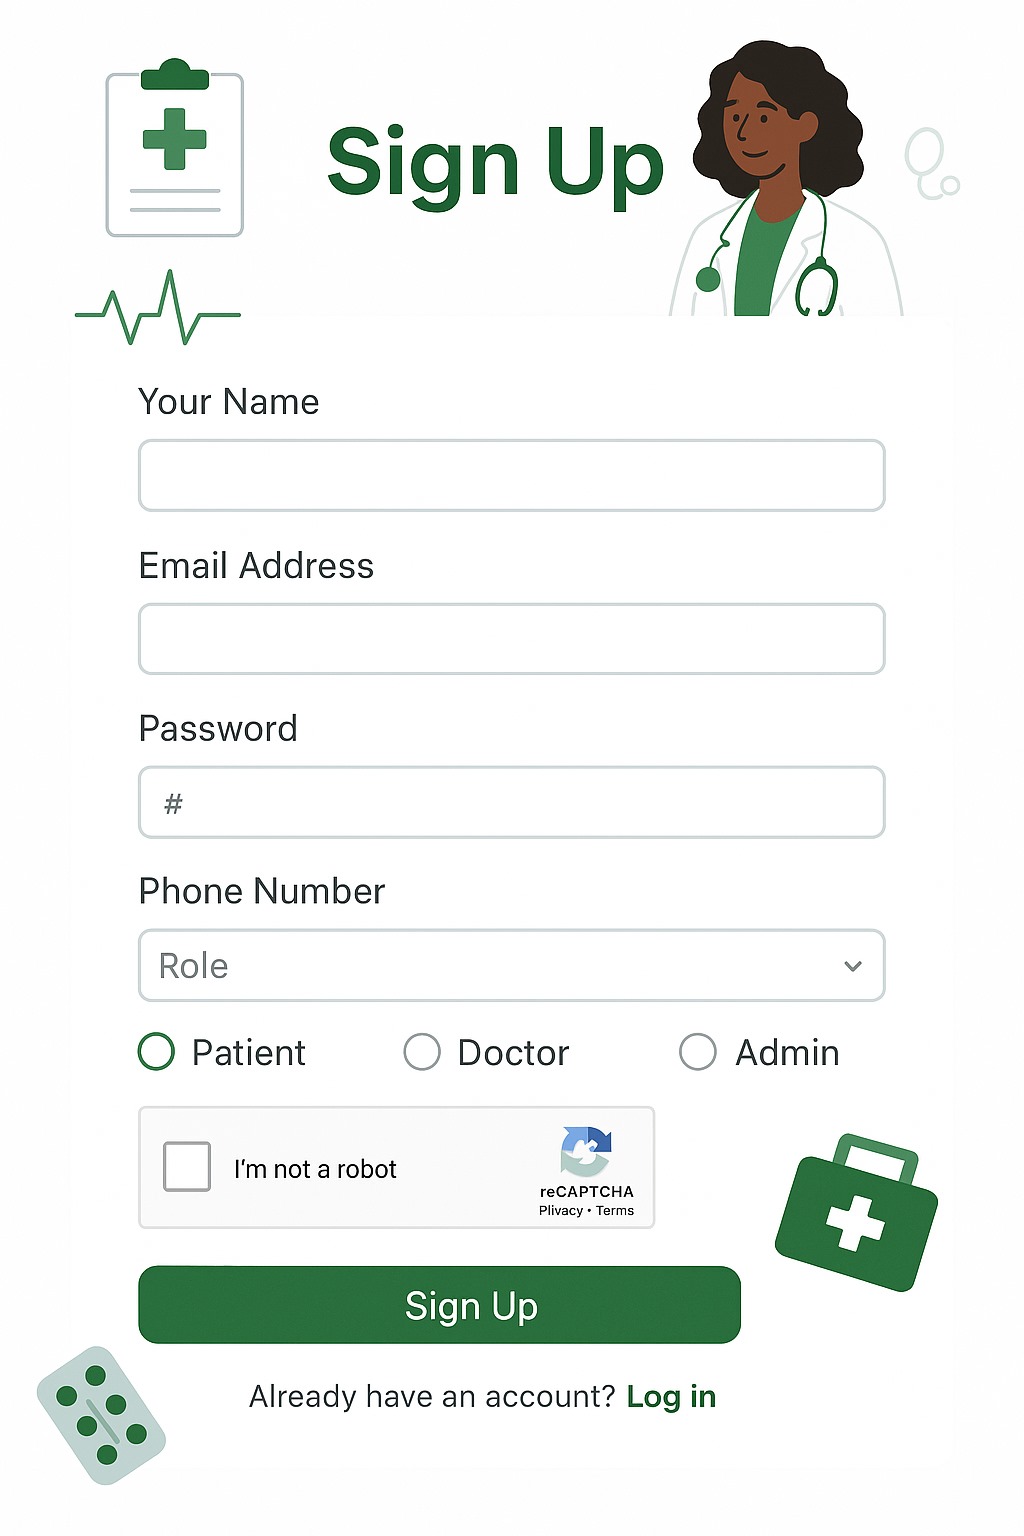 Sign Up
Your Name
Email Address
Password
#
Phone Number
Role
Patient Doctor Admin
I'm not a robot
reCAPTCHA
Plivacy • Terms
Sign Up
Already have an account? Log in